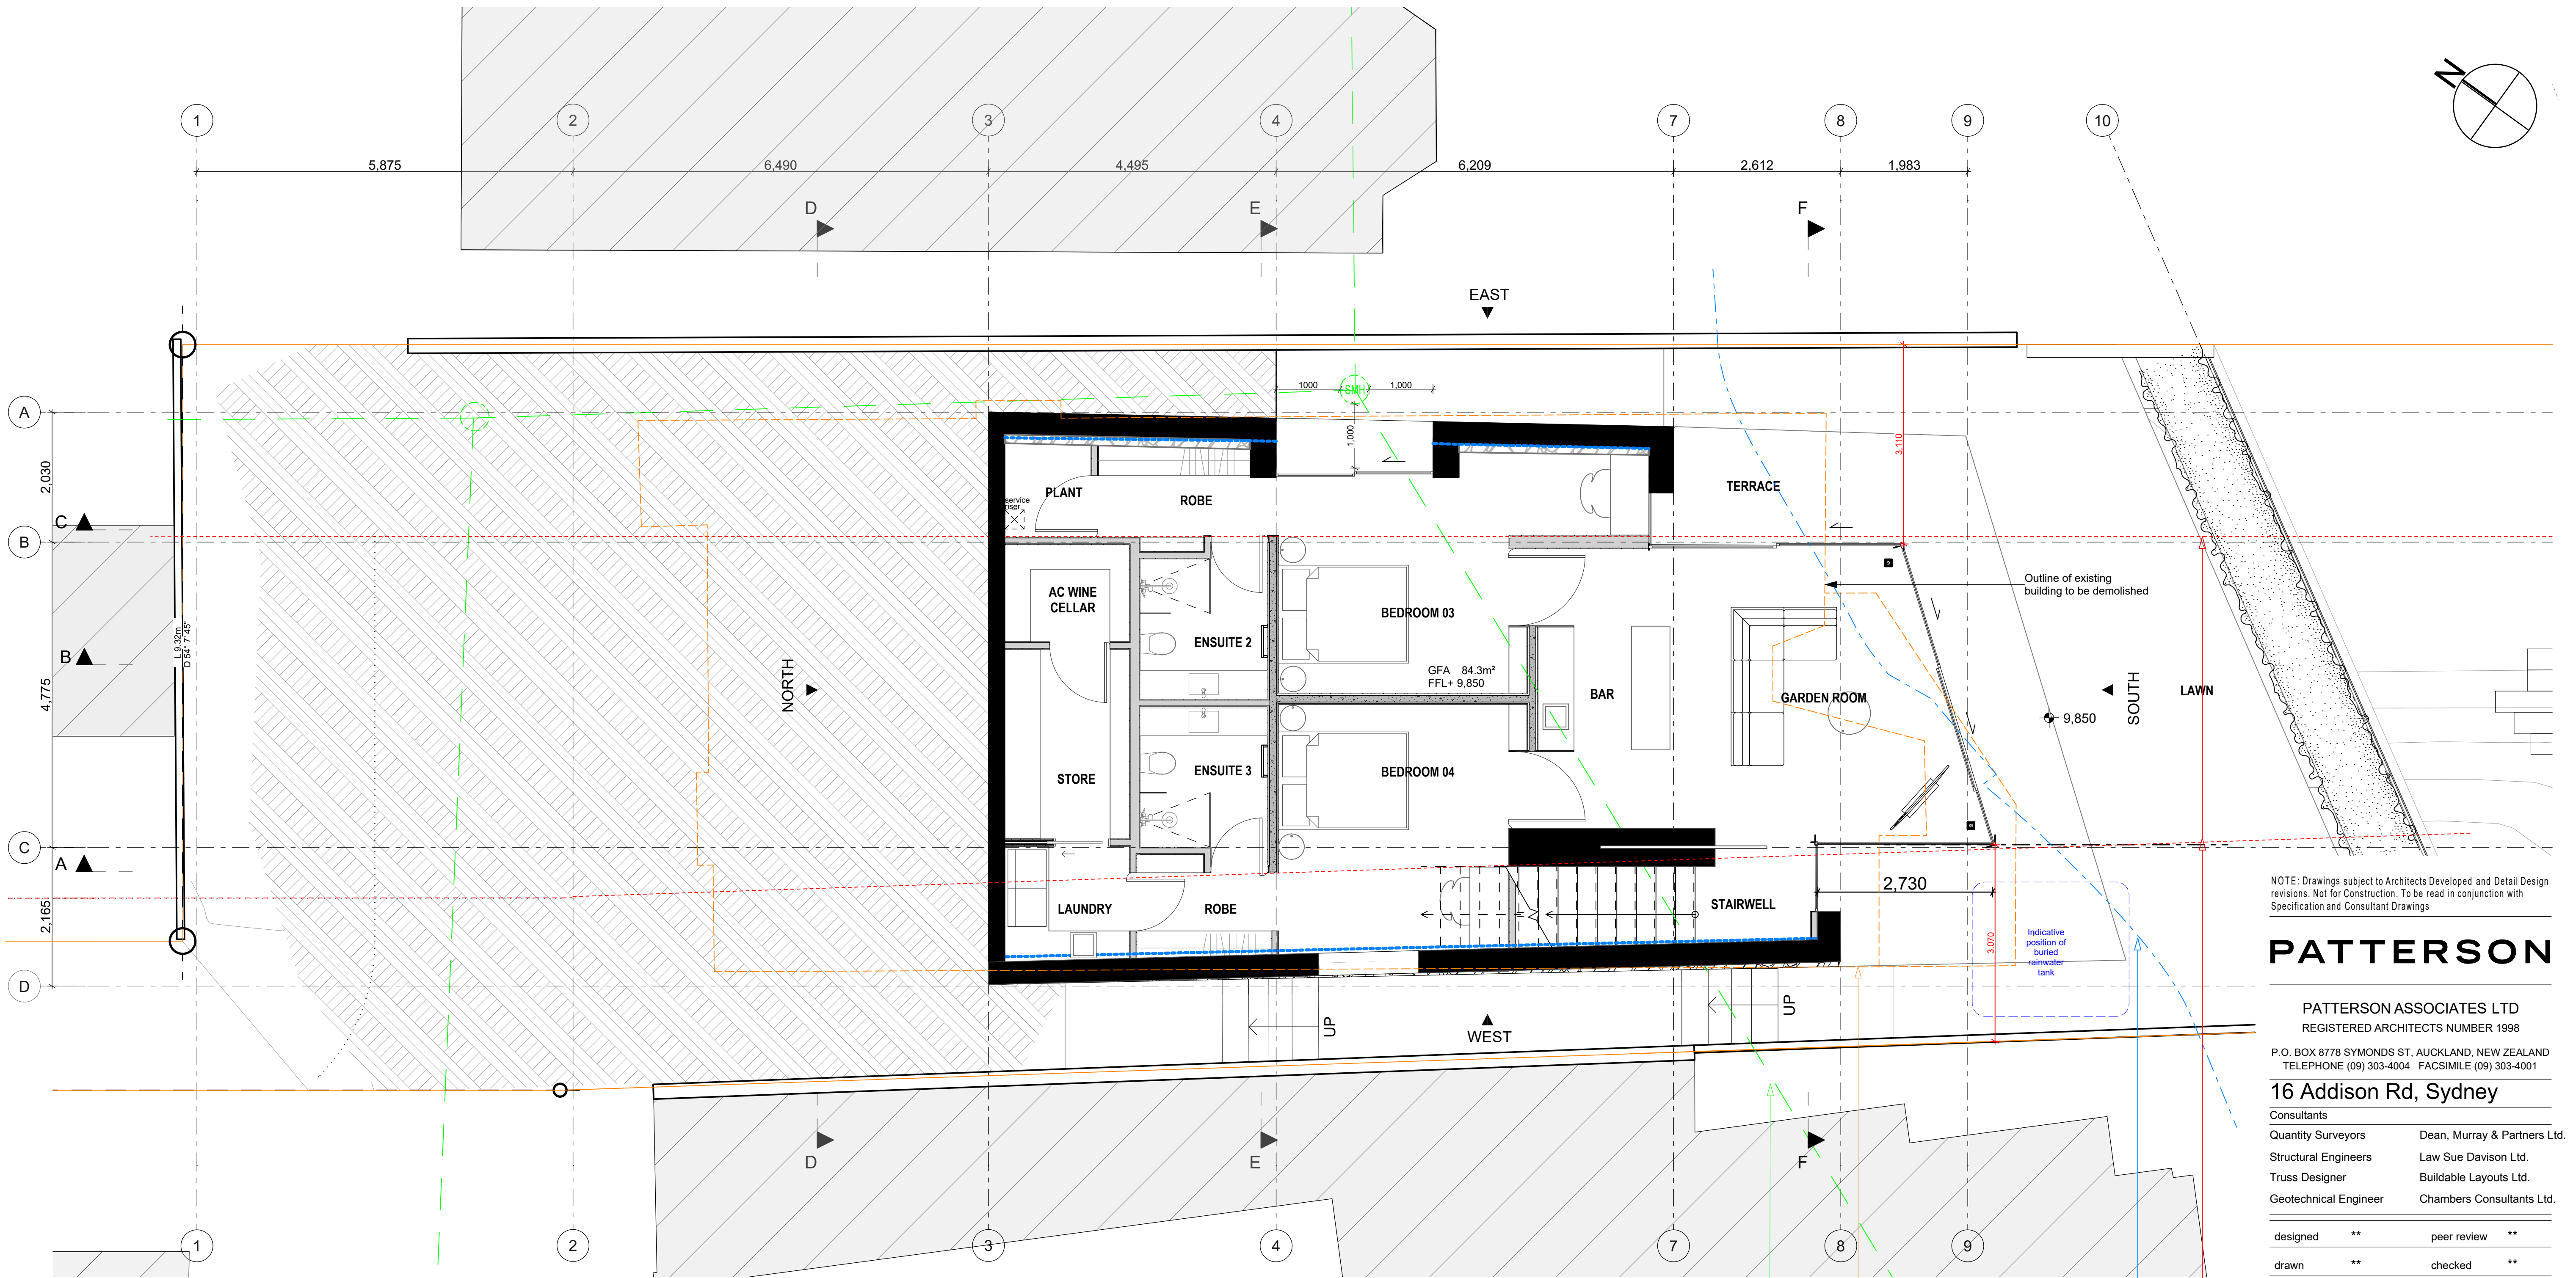 N
1
2
3
4
7
8
9
10
5,875
6,490
4,495
6,209
2,612
1,983
D
E
F
EAST
1000
SMH
1,000
1,000
3,110
A
2,030
PLANT
ROBE
TERRACE
service
riser
C
B
Outline of existing
building to be demolished
AC WINE
CELLAR
BEDROOM 03
L 9.32m
D 54° 7' 45"
ENSUITE 2
B
4,775
NORTH
GFA 84.3m²
FFL+ 9,850
BAR
GARDEN ROOM
9,850
SOUTH
LAWN
STORE
ENSUITE 3
BEDROOM 04
C
A
2,165
LAUNDRY
ROBE
STAIRWELL
2,730
Indicative
position of
buried
rainwater
tank
3,070
D
UP
UP
WEST
D
E
F
1
2
3
4
7
8
9
NOTE: Drawings subject to Architects Developed and Detail Design
revisions. Not for Construction. To be read in conjunction with
Specification and Consultant Drawings
PATTERSON
PATTERSON ASSOCIATES LTD
REGISTERED ARCHITECTS NUMBER 1998
P.O. BOX 8778 SYMONDS ST, AUCKLAND, NEW ZEALAND
TELEPHONE (09) 303-4004 FACSIMILE (09) 303-4001
16 Addison Rd, Sydney
Consultants
Quantity Surveyors Dean, Murray & Partners Ltd.
Structural Engineers Law Sue Davison Ltd.
Truss Designer Buildable Layouts Ltd.
Geotechnical Engineer Chambers Consultants Ltd.
designed ** peer review **
drawn ** checked **